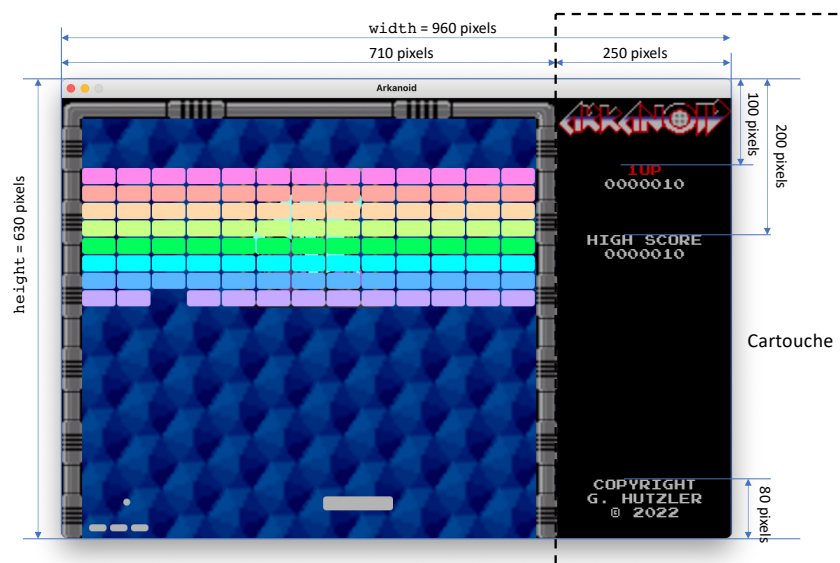 width = 960 pixels
710 pixels
250 pixels
Arkanoid
ARKANOID
100 pixels
200 pixels
1UP
0000010
height = 630 pixels
HIGH SCORE
0000010
Cartouche
COPYRIGHT
G. HUTZLER
© 2022
80 pixels